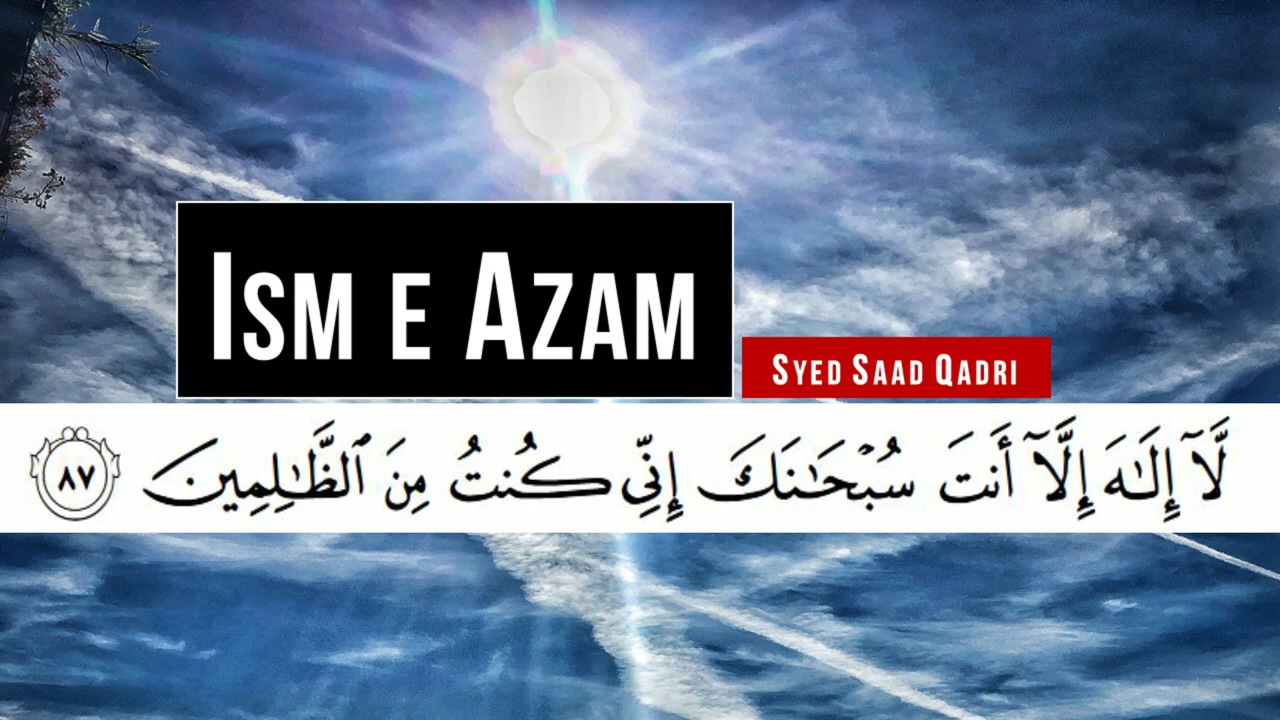 Ism e Azam
Syed Saad Qadri
لَّآ إِلَـٰهَ إِلَّآ أَنتَ سُبْحَـٰنَكَ إِنِّى كُنتُ مِنَ ٱلظَّـٰلِمِينَ ٨٧